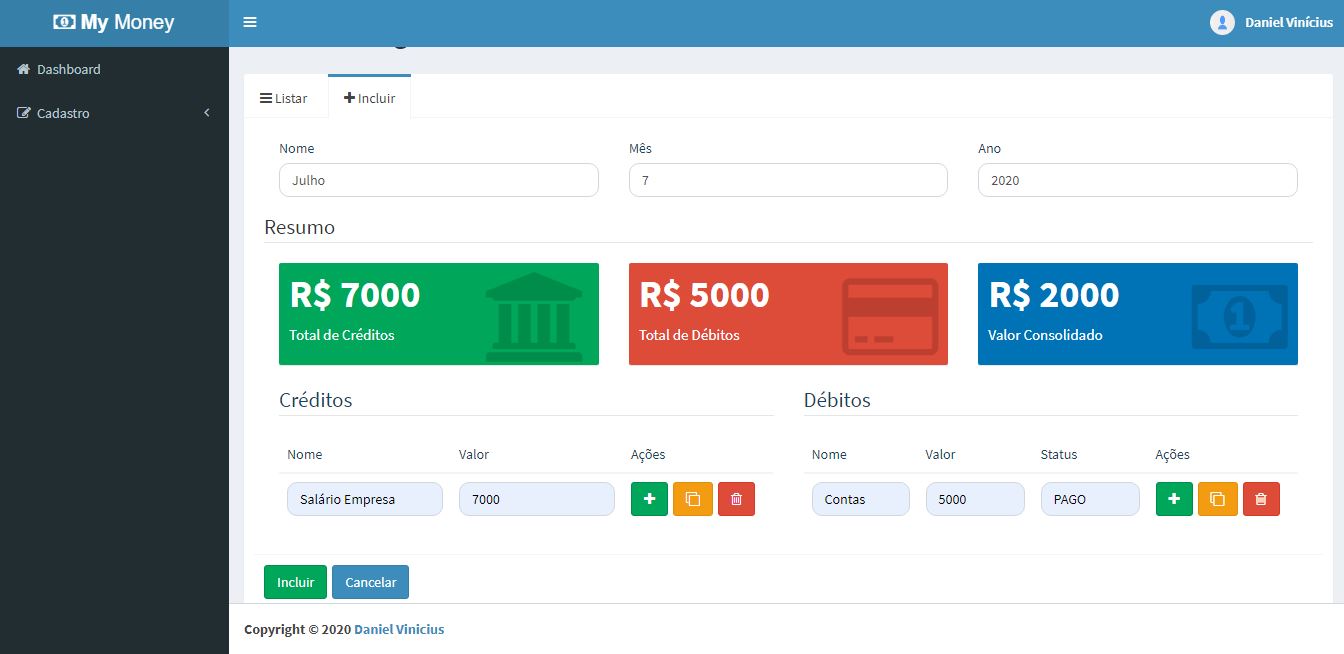 My Money
Daniel Vinícius
Dashboard
Cadastro
Listar
Incluir
Nome
Mês
Ano
Julho
7
2020
Resumo
R$ 7000
Total de Créditos
R$ 5000
Total de Débitos
R$ 2000
Valor Consolidado
Créditos
Débitos
Nome Valor Ações
Nome Valor Status Ações
Salário Empresa 7000
Contas 5000 PAGO
Incluir Cancelar
Copyright © 2020 Daniel Vinicius